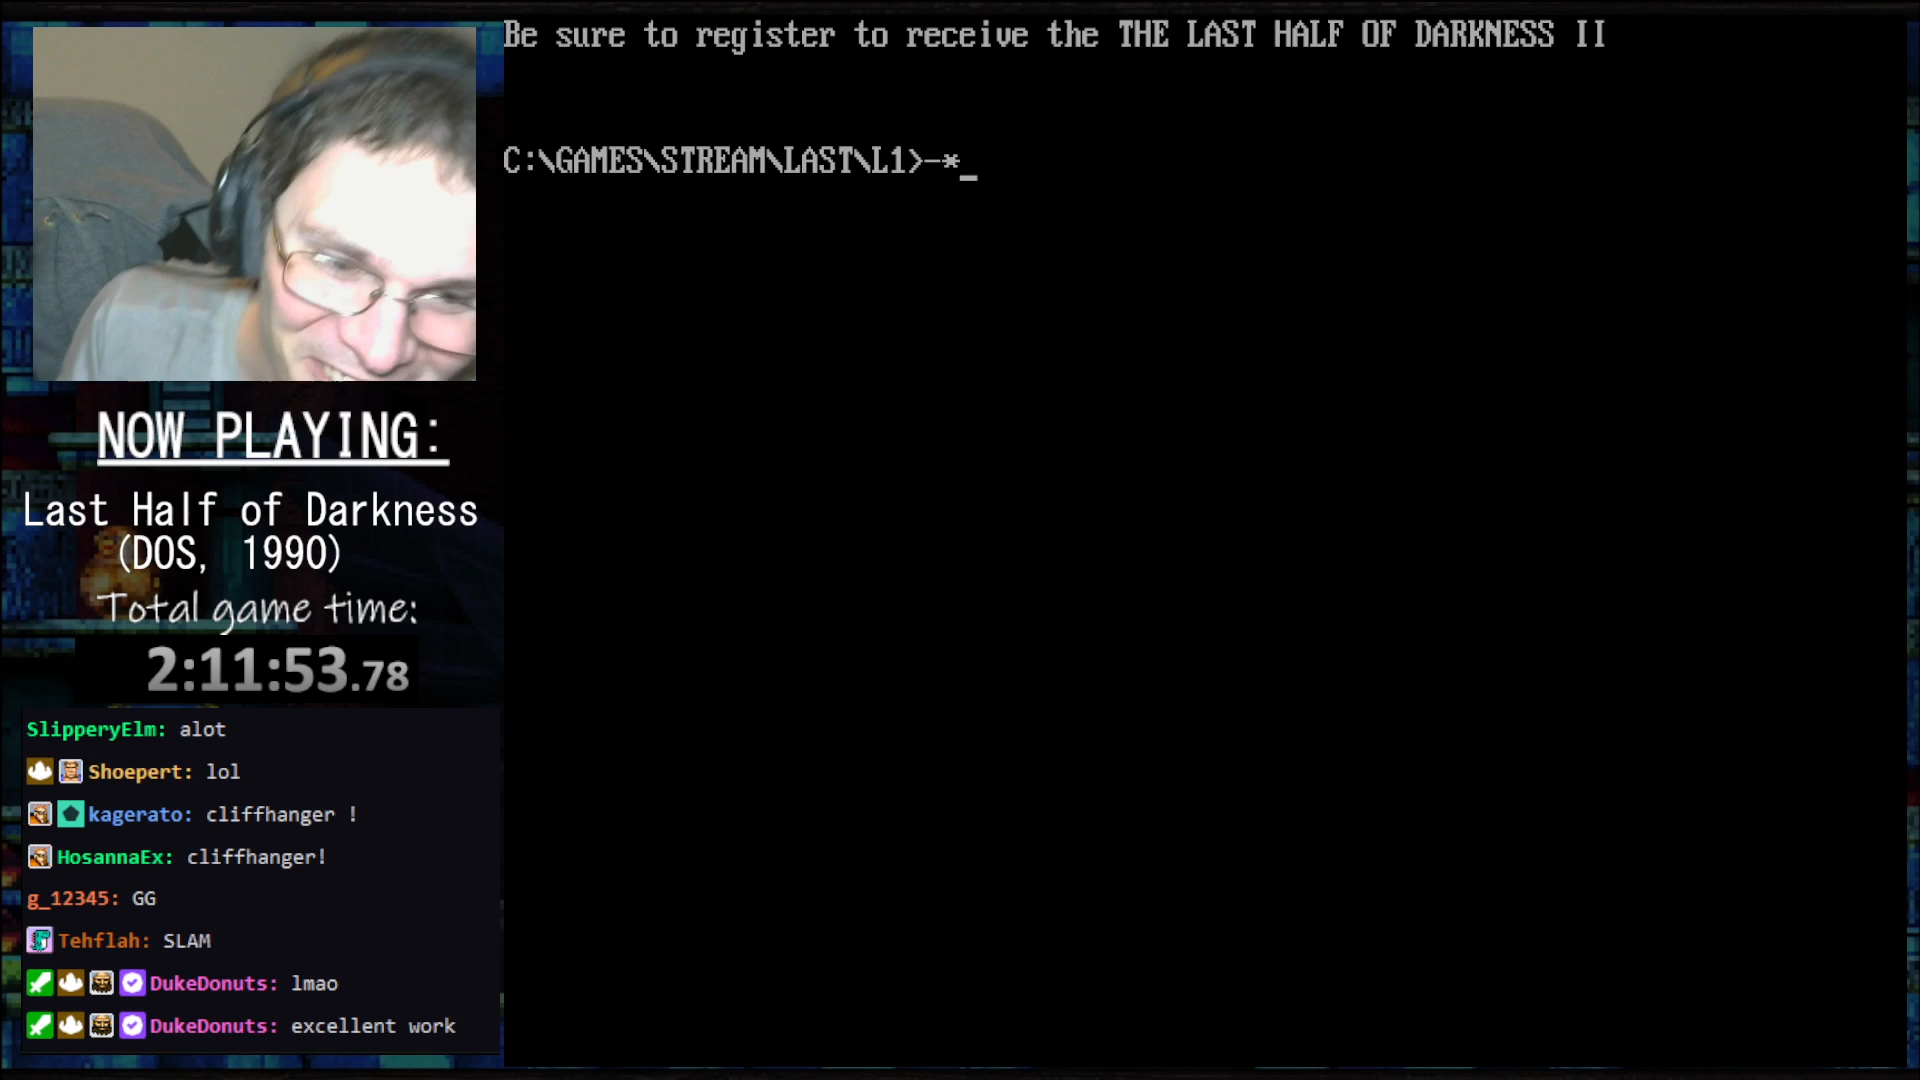 Be sure to register to receive the THE LAST HALF OF DARKNESS II
C:\GAMES\STREAM\LAST\L1>-*_
NOW PLAYING:
Last Half of Darkness
(DOS, 1990)
Total game time:
2:11:53.78
SlipperyElm: alot
Shoepert: lol
kagerato: cliffhanger !
HosannaEx: cliffhanger!
g_12345: GG
Tehflah: SLAM
DukeDonuts: lmao
DukeDonuts: excellent work